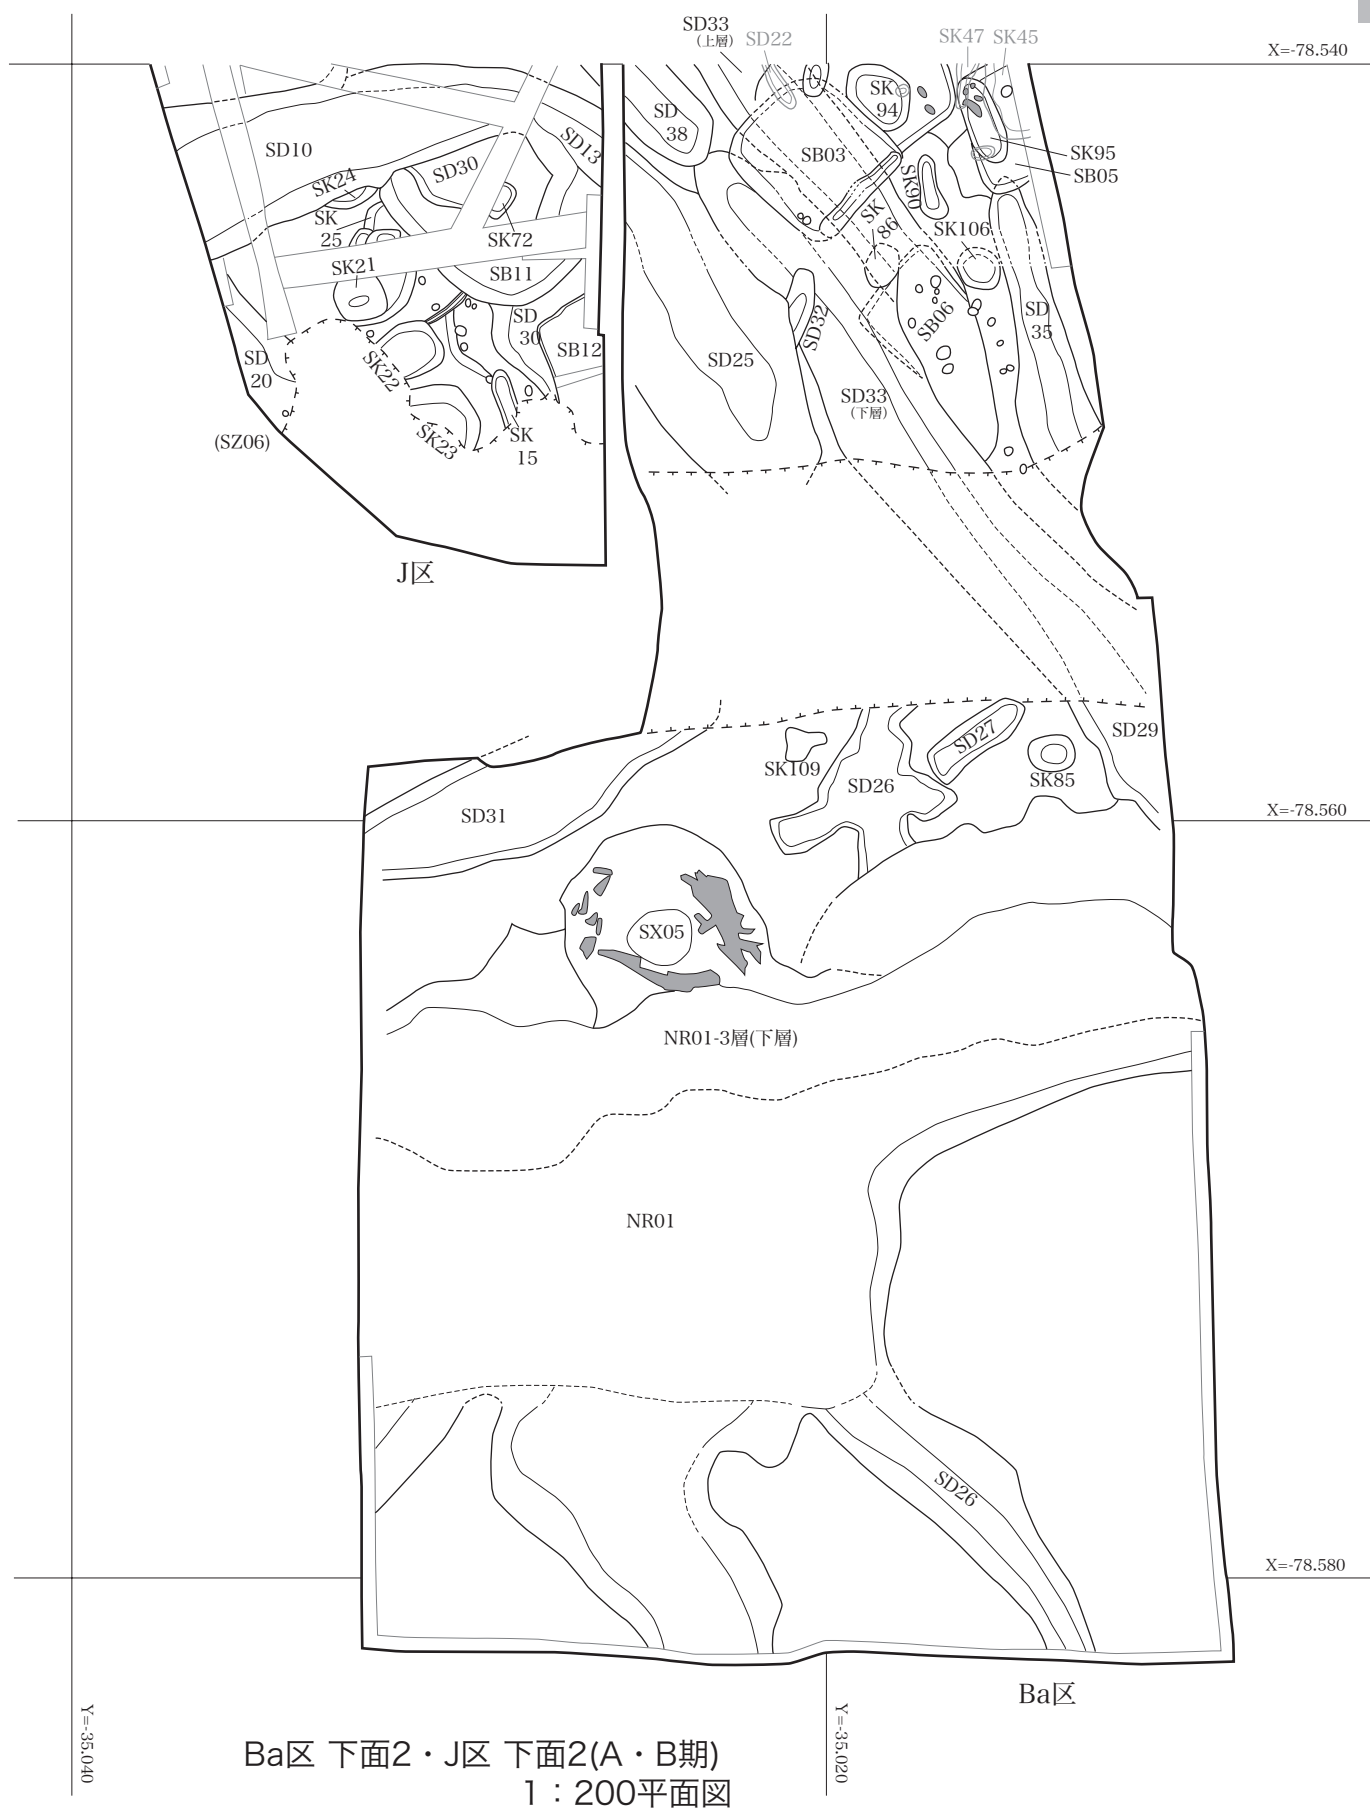 SD33
(上層)
SD22
SK47
SK45
X=-78.540
SK
94
SD
38
SD10
SD13
SB03
SK95
SB05
SK24
SD30
SK90
SK
25
SK
86
SK106
SK72
SK21
SB11
SD
30
SB12
SD32
SB06
SD
35
SD
20
SK22
SD25
SD33
(下層)
(SZ06)
SK23
SK
15
J区
SD27
SD29
SK109
SD26
SK85
SD31
X=-78.560
SX05
NR01-3層(下層)
NR01
SD26
X=-78.580
Ba区
Y=-35.040
Y=-35.020
Ba区 下面2・J区 下面2(A・B期)
1：200平面図